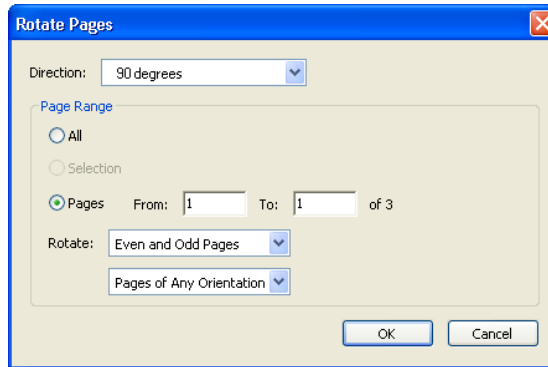 Rotate Pages
Direction: 90 degrees
Page Range
All
Selection
Pages From: 1 To: 1 of 3
Rotate: Even and Odd Pages
Pages of Any Orientation
OK Cancel